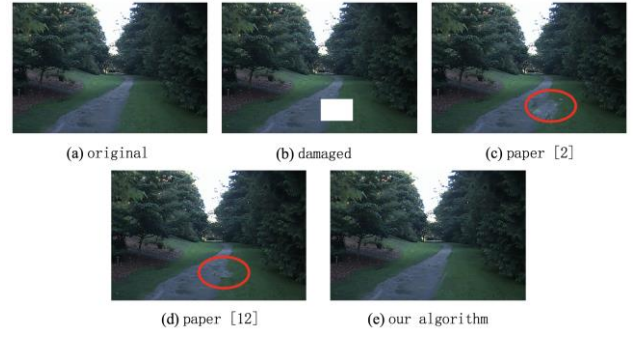 (a) original
(b) damaged
(c) paper [2]
(d) paper [12]
(e) our algorithm